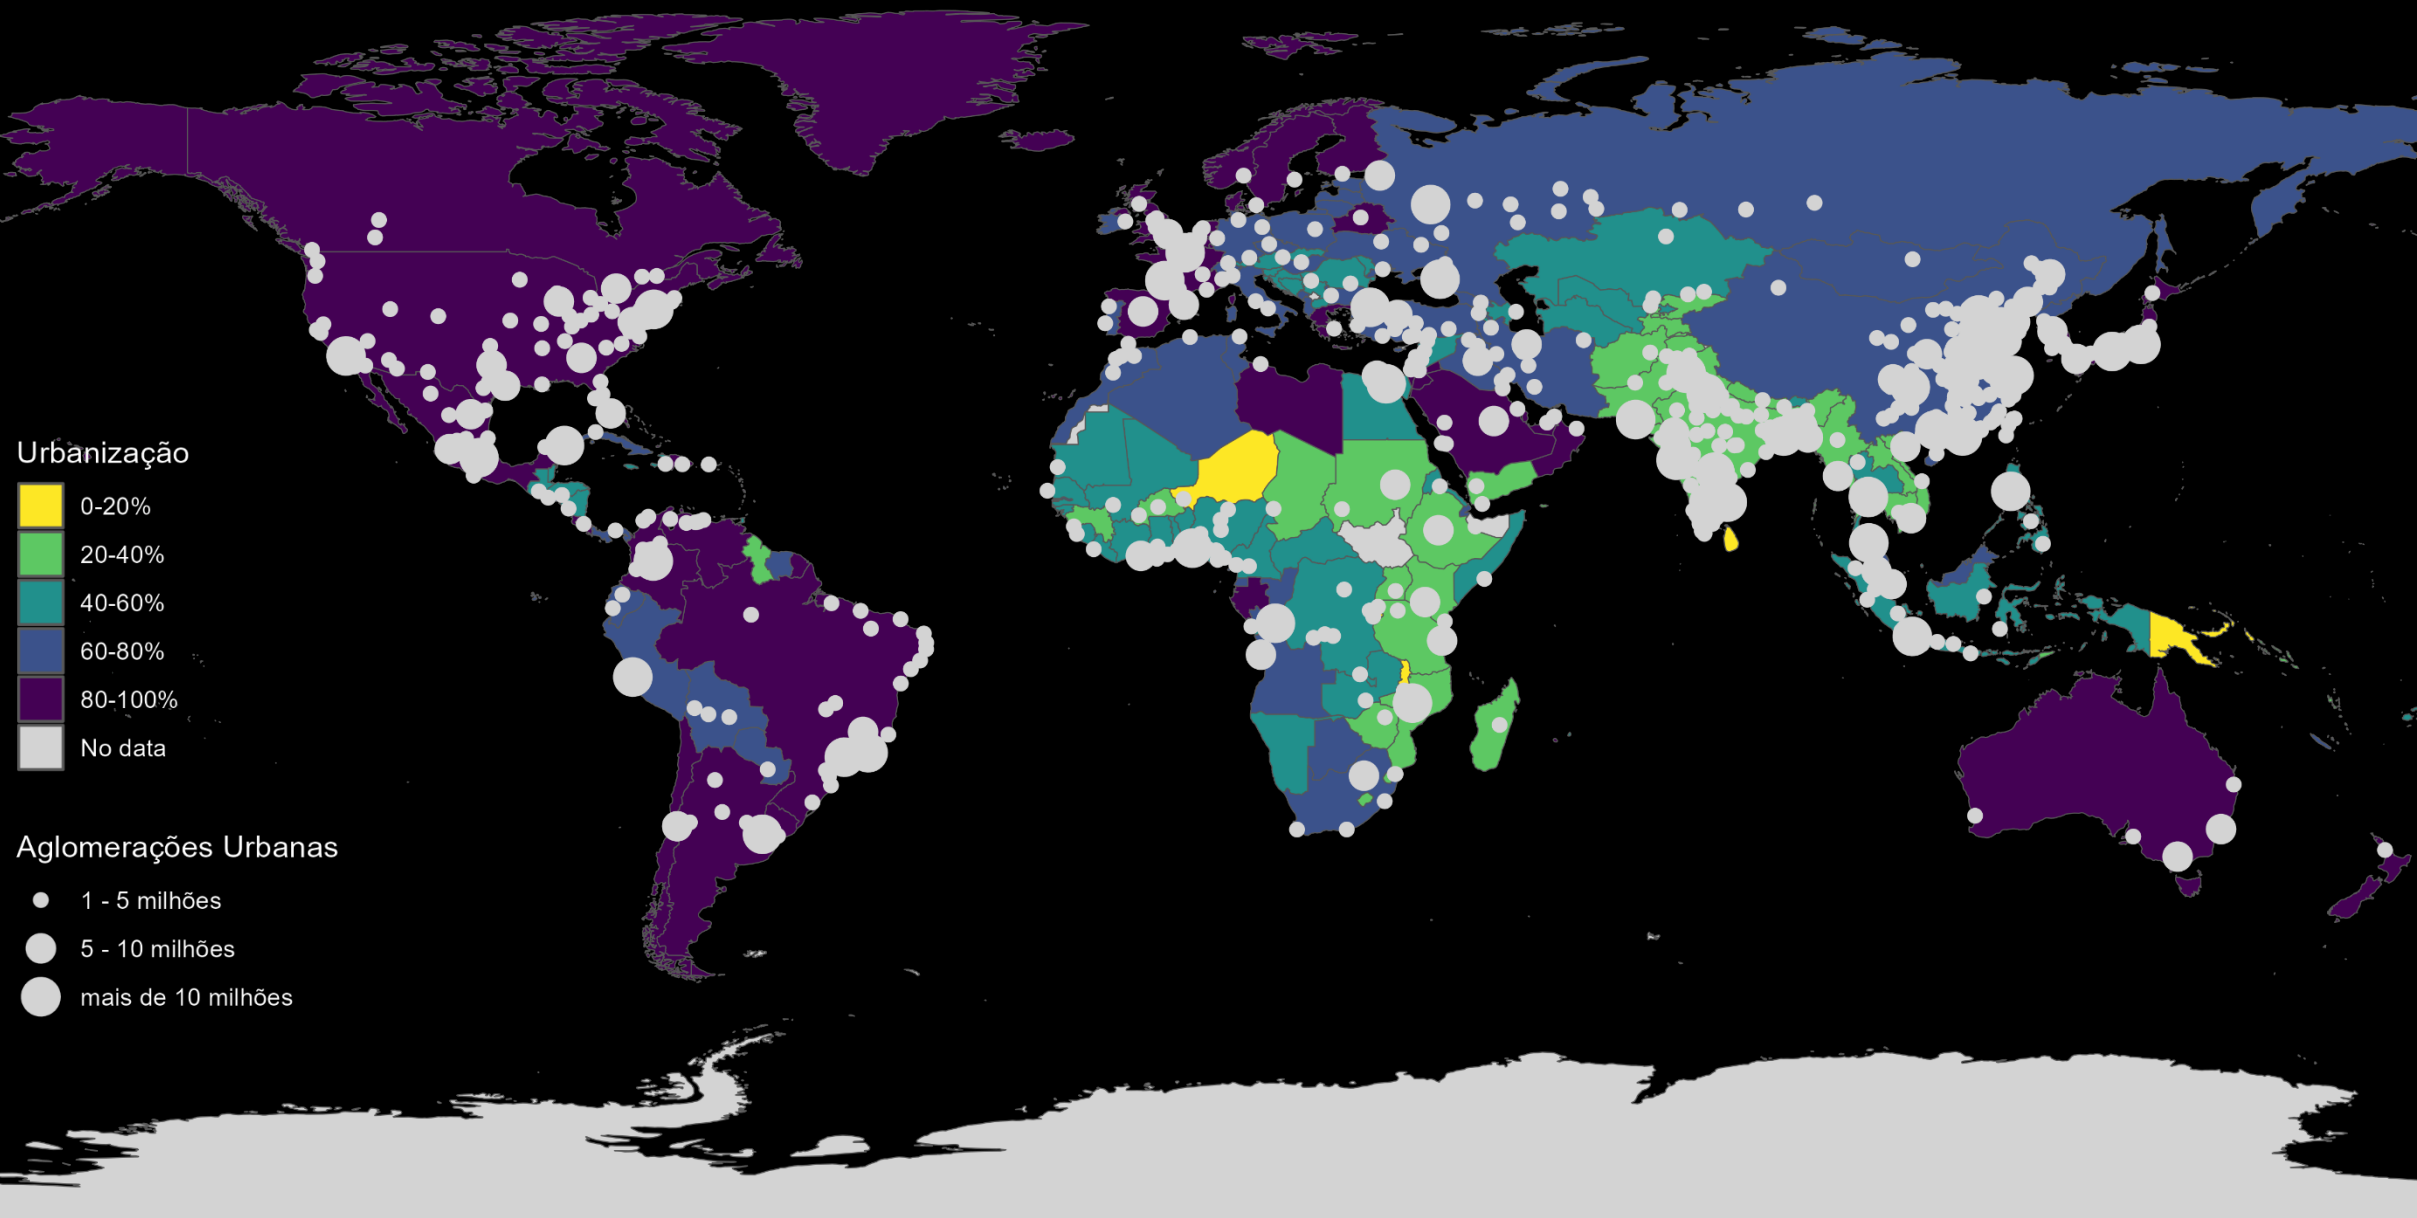 Urbanização
0-20%
20-40%
40-60%
60-80%
80-100%
No data
Aglomerações Urbanas
1 - 5 milhões
5 - 10 milhões
mais de 10 milhões